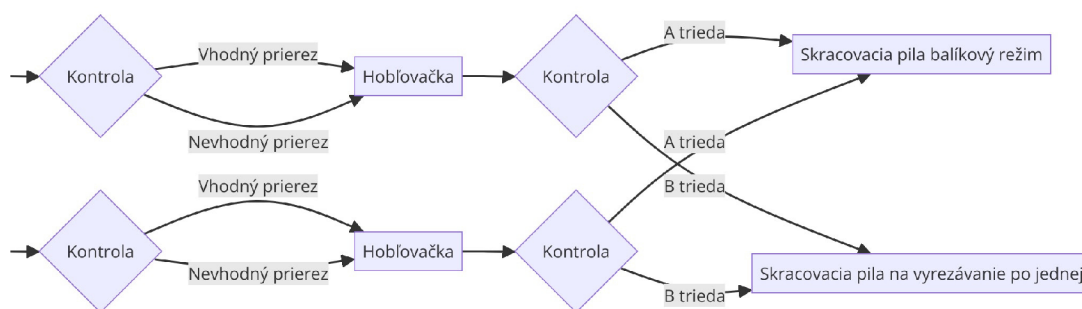 A trieda
Vhodný prierez
Skracovacia pila balíkový režim
Kontrola
Hobľovačka
Kontrola
Nevhodný prierez
A trieda
Vhodný prierez
B trieda
Kontrola
Hobľovačka
Kontrola
Nevhodný prierez
Skracovacia pila na vyrezávanie po jednej
B trieda